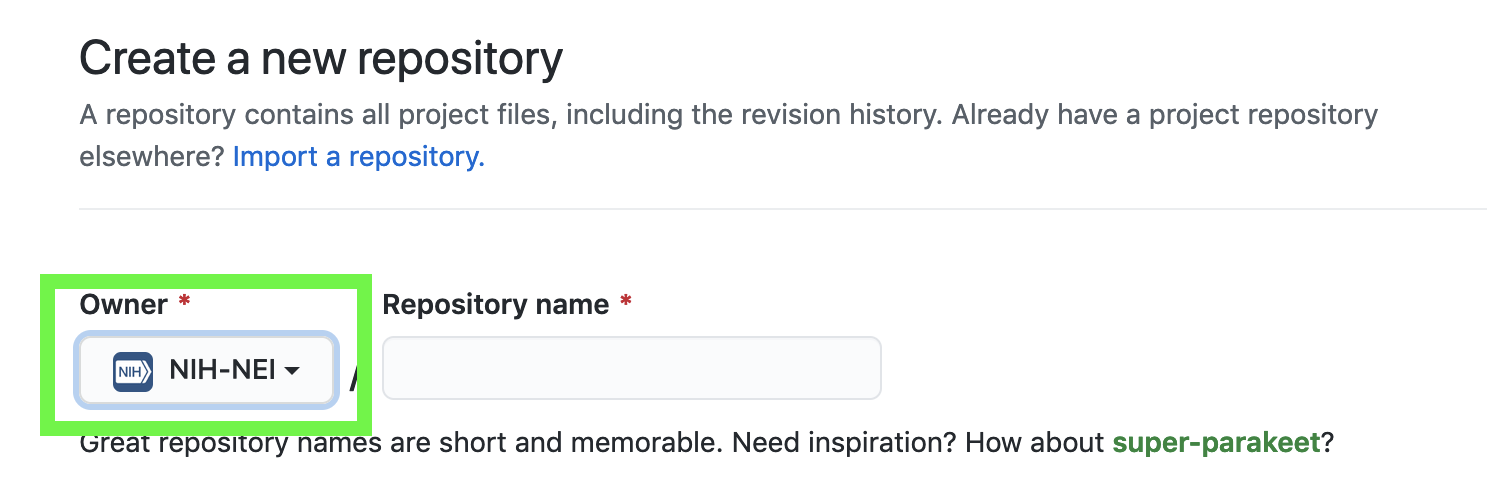 Create a new repository
A repository contains all project files, including the revision history. Already have a project repository
elsewhere? Import a repository.
Owner * Repository name *
NIH NIH-NEI /
Great repository names are short and memorable. Need inspiration? How about super-parakeet?